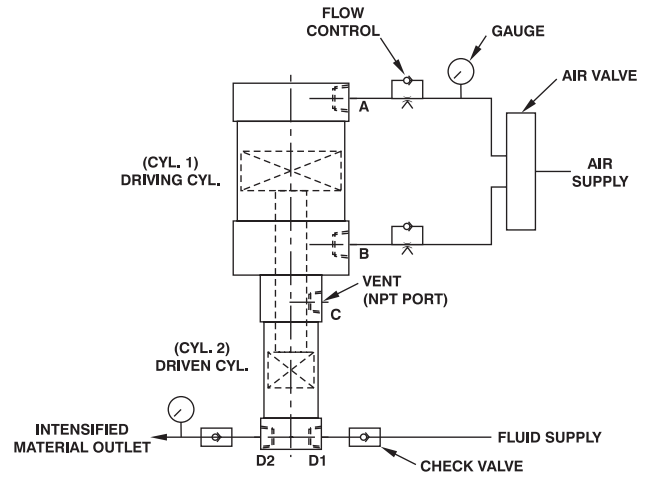 FLOW
CONTROL
GAUGE
AIR VALVE
A
(CYL. 1)
DRIVING CYL.
AIR
SUPPLY
B
VENT
(NPT PORT)
C
(CYL. 2)
DRIVEN CYL.
INTENSIFIED
MATERIAL OUTLET
FLUID SUPPLY
D2
D1
CHECK VALVE